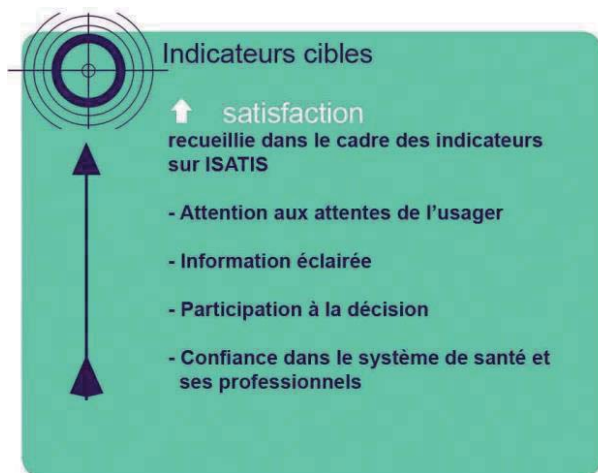 Indicateurs cibles
satisfaction
recueillie dans le cadre des indicateurs
sur ISATIS
- Attention aux attentes de l’usager
- Information éclairée
- Participation à la décision
- Confiance dans le système de santé et
ses professionnels